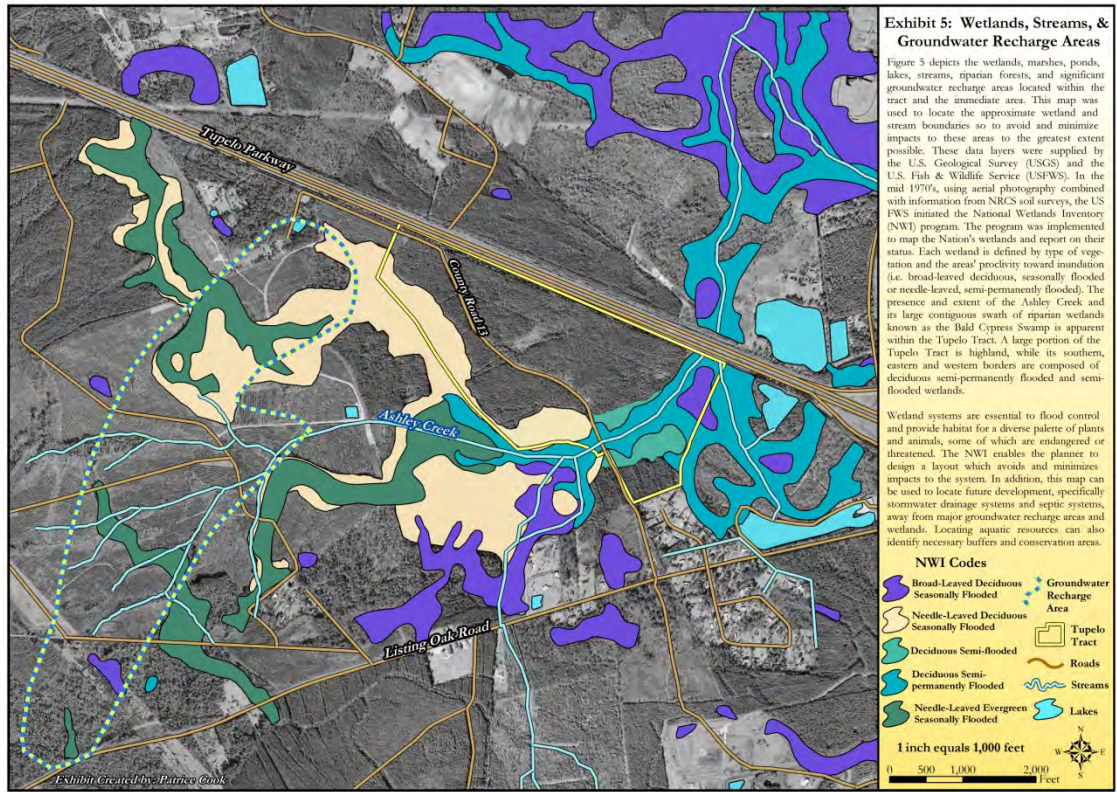 Exhibit 5: Wetlands, Streams, &
Groundwater Recharge Areas
Figure 5 depicts the wetlands, marshes, ponds,
lakes, streams, riparian forests, and significant
groundwater recharge areas located within the
tract and the immediate area. This map was
used to locate the approximate wetland and
stream boundaries so to avoid and minimize
impacts to these areas to the greatest extent
possible. These data layers were supplied by
the U.S. Geological Survey (USGS) and the
U.S. Fish & Wildlife Service (USFWS). In the
mid 1970's, using aerial photography combined
with information from NRCS soil surveys, the US
FWS initiated the National Wetlands Inventory
(NWI) program. The program was implemented
to map the Nation's wetlands and report on their
status. Each wetland is defined by type of vege-
tation and the areas' proclivity toward inundation
(i.e. broad-leaved deciduous, seasonally flooded
or needle-leaved, semi-permanently flooded). The
presence and extent of the Ashley Creek and
its large contiguous swath of riparian wetlands
known as the Bald Cypress Swamp is apparent
within the Tupelo Tract. A large portion of the
Tupelo Tract is highland, while its southern,
eastern and western borders are composed of
deciduous semi-permanently flooded and semi-
flooded wetlands.
Wetland systems are essential to flood control
and provide habitat for a diverse palette of plants
and animals, some of which are endangered or
threatened. The NWI enables the planner to
design a layout which avoids and minimizes
impacts to the system. In addition, this map can
be used to locate future development, specifically
stormwater drainage systems and septic systems,
away from major groundwater recharge areas and
wetlands. Locating aquatic resources can also
identify necessary buffers and conservation areas.
NWI Codes
Broad-Leaved Deciduous
Seasonally Flooded
Needle-Leaved Deciduous
Seasonally Flooded
Deciduous Semi-flooded
Deciduous Semi-
permanently Flooded
Needle-Leaved Evergreen
Seasonally Flooded
Groundwater
Recharge
Area
Tupelo
Tract
Roads
Streams
Lakes
1 inch equals 1,000 feet
N
W
E
S
0 500 1,000 2,000
Feet
Tupelo Parkway
County Road 13
Ashley Creek
Listing Oak Road
Exhibit Created by: Patrice Cook